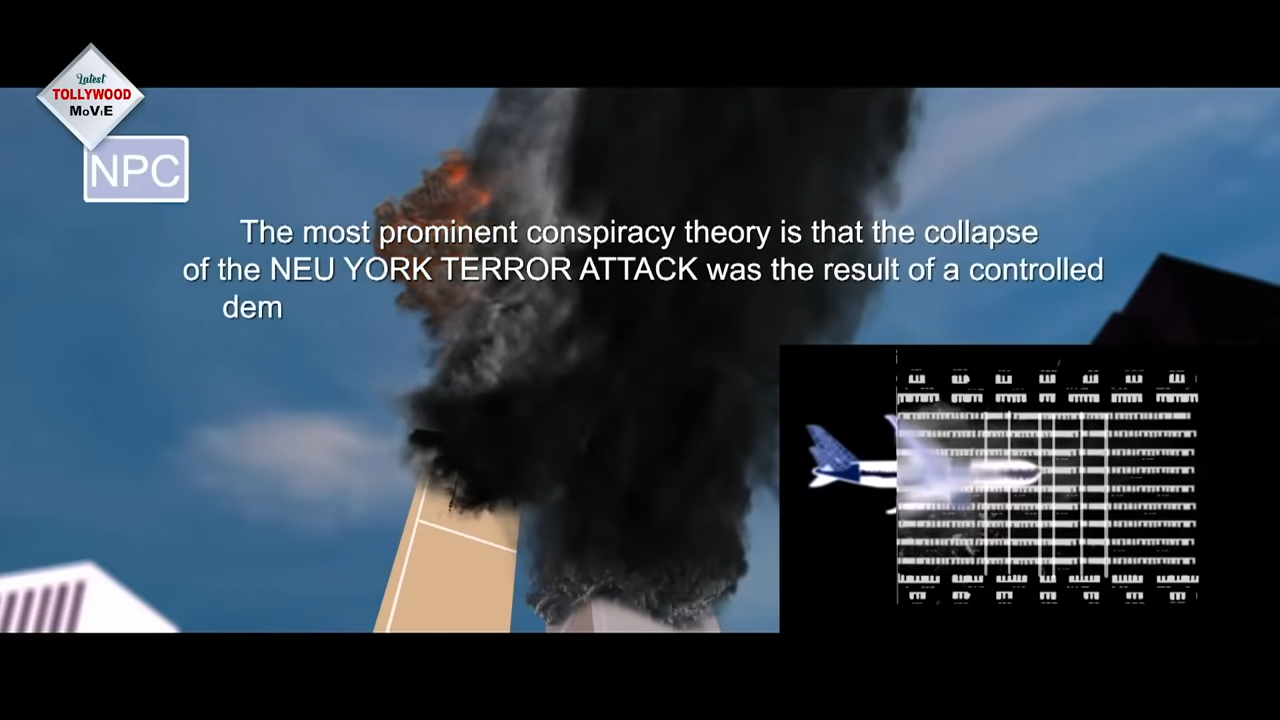 Latest
TOLLYWOOD
MoViE
NPC
The most prominent conspiracy theory is that the collapse
of the NEU YORK TERROR ATTACK was the result of a controlled
dem